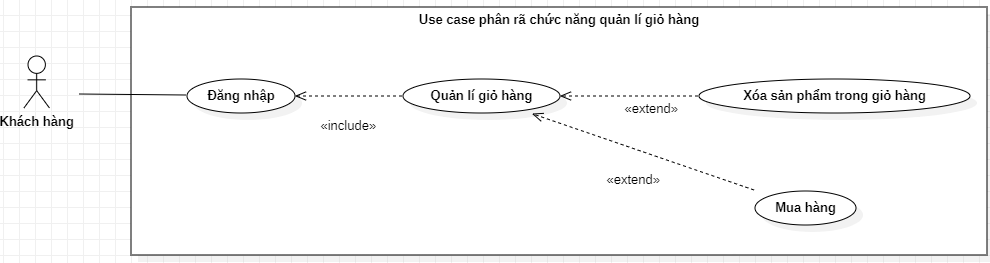 Use case phân rã chức năng quản lí giỏ hàng
Khách hàng
Đăng nhập
«include»
Quản lí giỏ hàng
«extend»
Xóa sản phẩm trong giỏ hàng
«extend»
Mua hàng